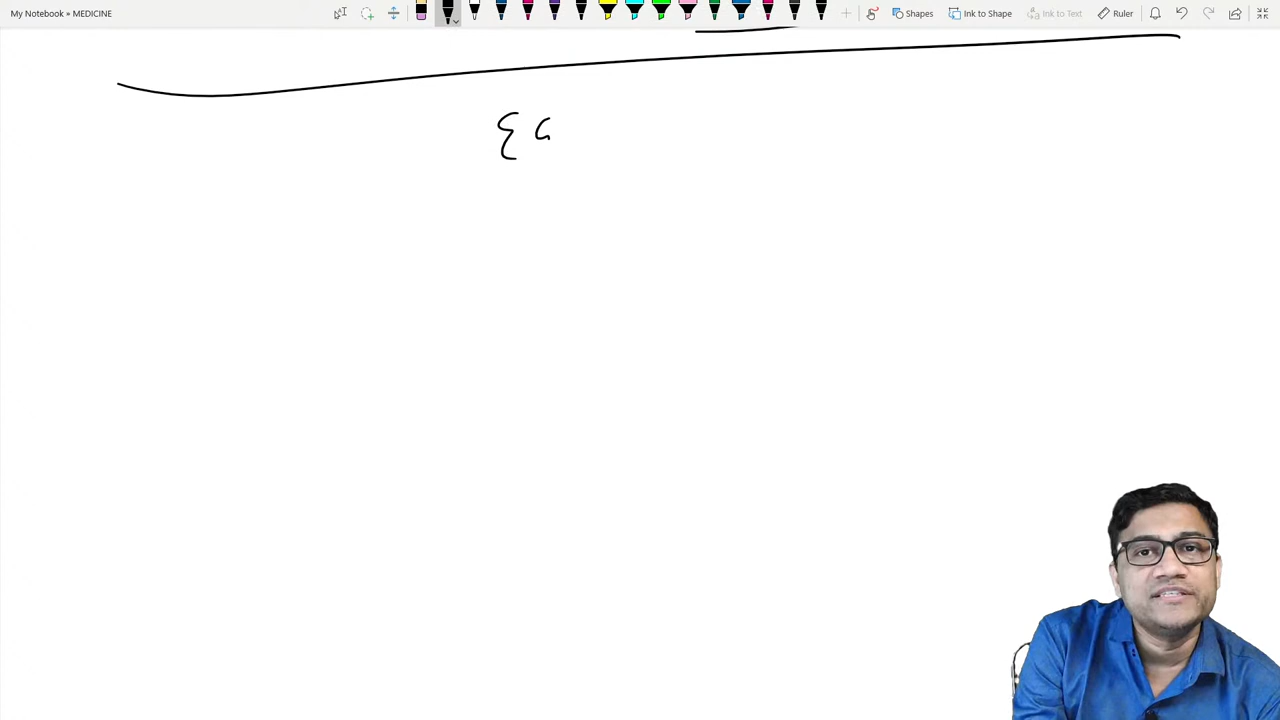 My Notebook » MEDICINE
Shapes
Ink to Shape
Ink to Text
Ruler
{ a